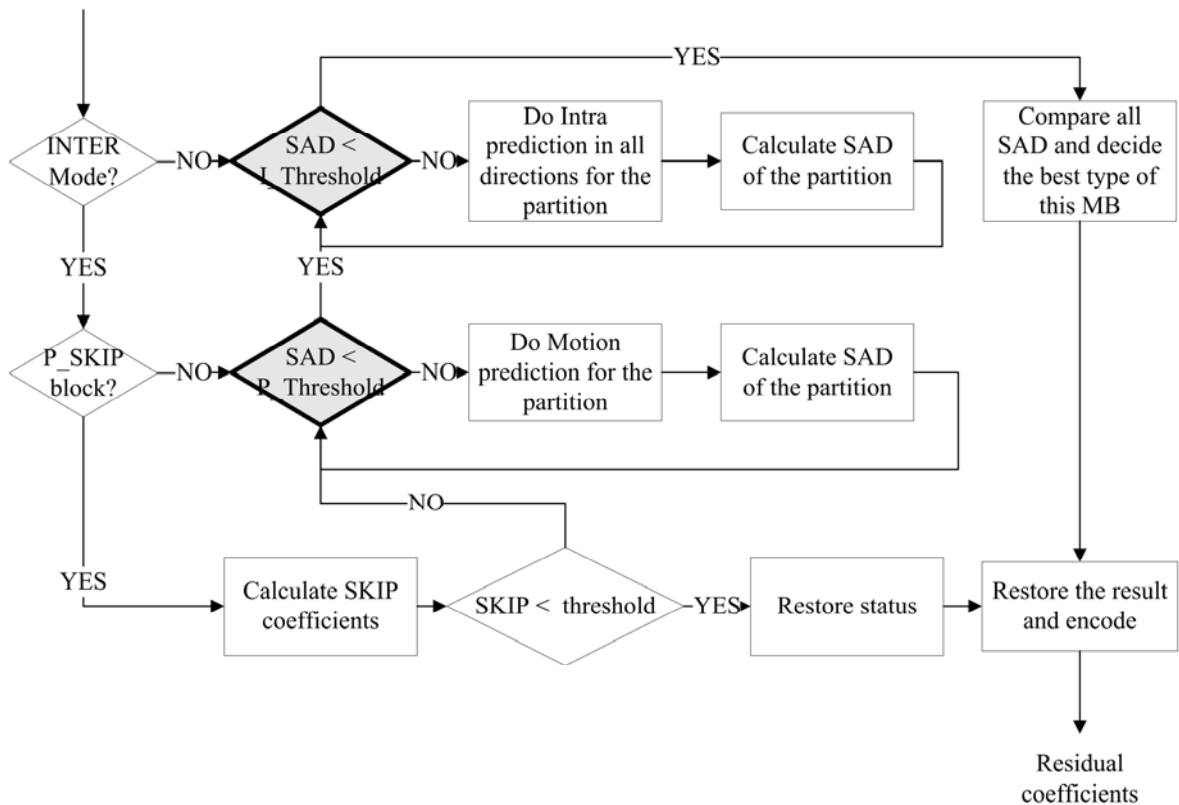 YES
INTER
Mode?
NO
SAD <
I_Threshold
NO
Do Intra
prediction in all
directions for the
partition
Calculate SAD
of the partition
Compare all
SAD and decide
the best type of
this MB
YES
YES
P_SKIP
block?
NO
SAD <
P_Threshold
NO
Do Motion
prediction for the
partition
Calculate SAD
of the partition
NO
YES
Calculate SKIP
coefficients
SKIP < threshold
YES
Restore status
Restore the result
and encode
Residual
coefficients